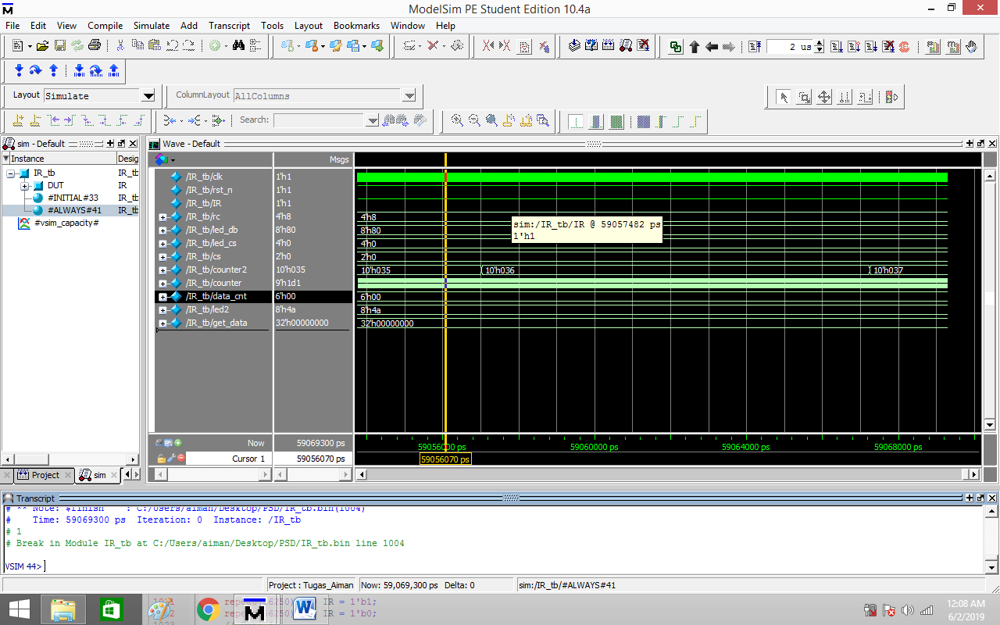 ModelSim PE Student Edition 10.4a
File Edit View Compile Simulate Add Transcript Tools Layout Bookmarks Window Help
2 us
Layout Simulate
ColumnLayout AllColumns
Search:
sim - Default
Instance Desig
IR_tb IR_tb
DUT IR
#INITIAL#33 IR_tb
#ALWAYS#41 IR_tb
#vsim_capacity#
Project sim
Wave - Default
Msgs
/IR_tb/clk 1'h1
/IR_tb/rst_n 1'h1
/IR_tb/IR 1'h1
/IR_tb/rc 4'h8 4'h8
/IR_tb/led_db 8'h80 8'h80
/IR_tb/led_cs 4'h0 4'h0
/IR_tb/cs 2'h0 2'h0
/IR_tb/counter2 10'h035 10'h035 10'h036 10'h037
/IR_tb/counter 9'h1d1
/IR_tb/data_cnt 6'h00 6'h00
/IR_tb/led2 8'h4a 8'h4a
/IR_tb/get_data 32'h00000000 32'h00000000
sim:/IR_tb/IR @ 59057482 ps
1'h1
Now 59069300 ps 59056000 ps 59060000 ps 59064000 ps 59068000 ps
Cursor 1 59056070 ps 59056070 ps
Transcript
# ** Note: $finish : C:/Users/aiman/Desktop/PSD/IR_tb.bin(1004)
# Time: 59069300 ps Iteration: 0 Instance: /IR_tb
# 1
# Break in Module IR_tb at C:/Users/aiman/Desktop/PSD/IR_tb.bin line 1004
VSIM 44>
Project : Tugas_Aiman Now: 59,069,300 ps Delta: 0 sim:/IR_tb/#ALWAYS#41
IR = 1'b1;
IR = 1'b0;
12:08 AM
6/2/2019